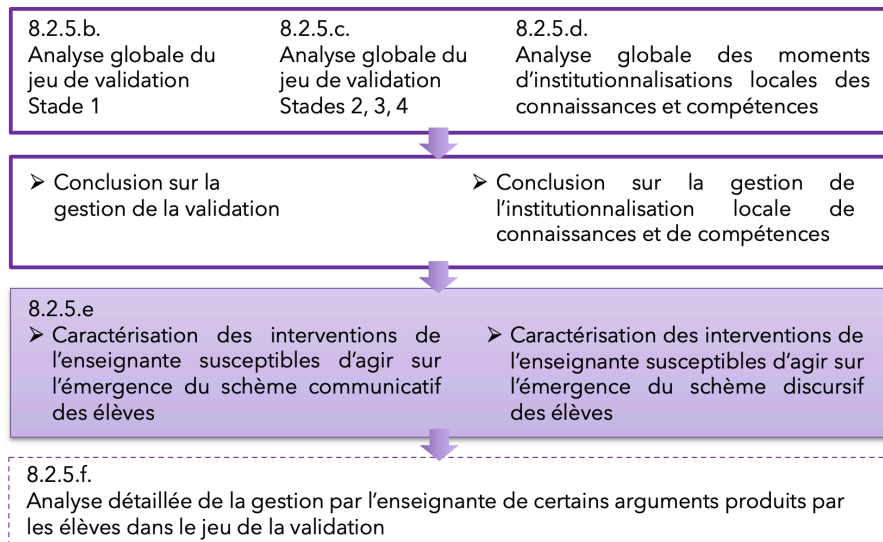 8.2.5.b.
Analyse globale du
jeu de validation
Stade 1
8.2.5.c.
Analyse globale du
jeu de validation
Stades 2, 3, 4
8.2.5.d.
Analyse globale des moments
d’institutionnalisations locales des
connaissances et compétences
➢ Conclusion sur la
gestion de la validation
➢ Conclusion sur la gestion de
l’institutionnalisation locale de
connaissances et de compétences
8.2.5.e
➢ Caractérisation des interventions de
l’enseignante susceptibles d’agir sur
l’émergence du schème communicatif
des élèves
➢ Caractérisation des interventions de
l’enseignante susceptibles d’agir sur
l’émergence du schème discursif
des élèves
8.2.5.f.
Analyse détaillée de la gestion par l’enseignante de certains arguments produits par
les élèves dans le jeu de la validation